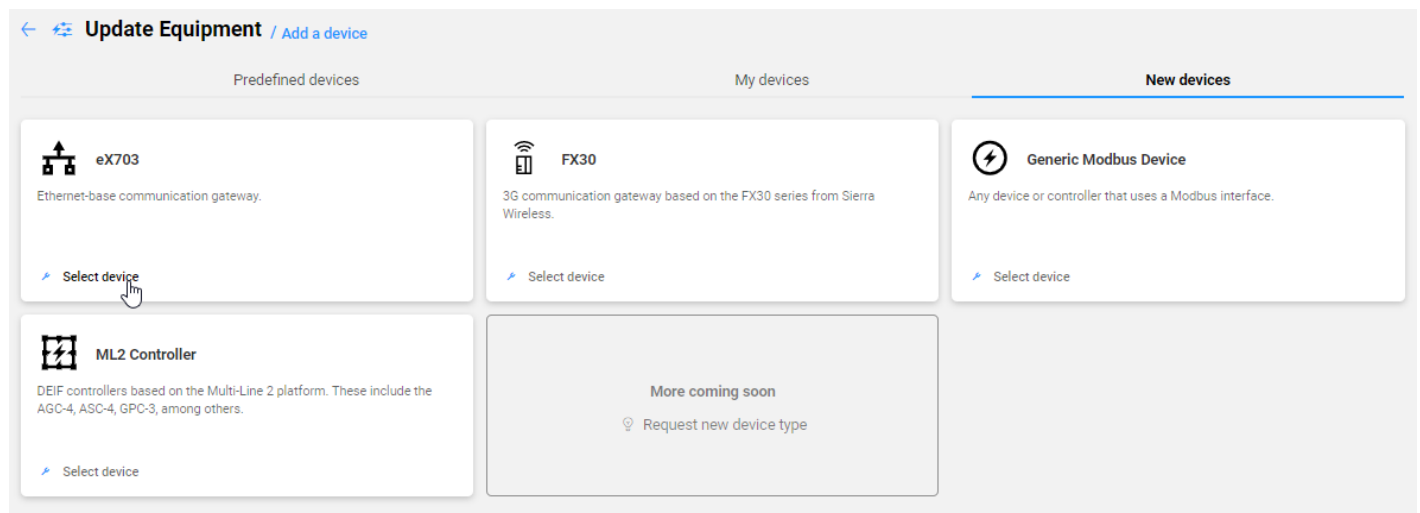 Update Equipment / Add a device
Predefined devices
My devices
New devices
eX703
Ethernet-base communication gateway.
Select device
FX30
3G communication gateway based on the FX30 series from Sierra
Wireless.
Select device
Generic Modbus Device
Any device or controller that uses a Modbus interface.
Select device
ML2 Controller
DEIF controllers based on the Multi-Line 2 platform. These include the
AGC-4, ASC-4, GPC-3, among others.
Select device
More coming soon
Request new device type